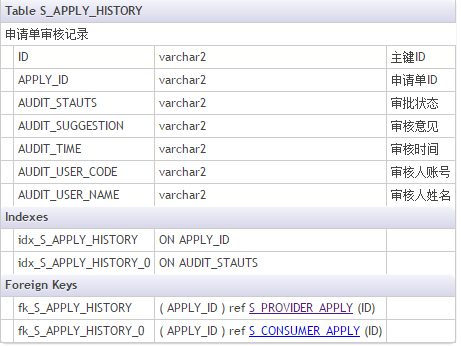 Table S_APPLY_HISTORY
申请单审核记录
ID varchar2 主键ID
APPLY_ID varchar2 申请单ID
AUDIT_STAUTS varchar2 审批状态
AUDIT_SUGGESTION varchar2 审核意见
AUDIT_TIME varchar2 审核时间
AUDIT_USER_CODE varchar2 审核人账号
AUDIT_USER_NAME varchar2 审核人姓名
Indexes
idx_S_APPLY_HISTORY ON APPLY_ID
idx_S_APPLY_HISTORY_0 ON AUDIT_STAUTS
Foreign Keys
fk_S_APPLY_HISTORY ( APPLY_ID ) ref S_PROVIDER_APPLY (ID)
fk_S_APPLY_HISTORY_0 ( APPLY_ID ) ref S_CONSUMER_APPLY (ID)